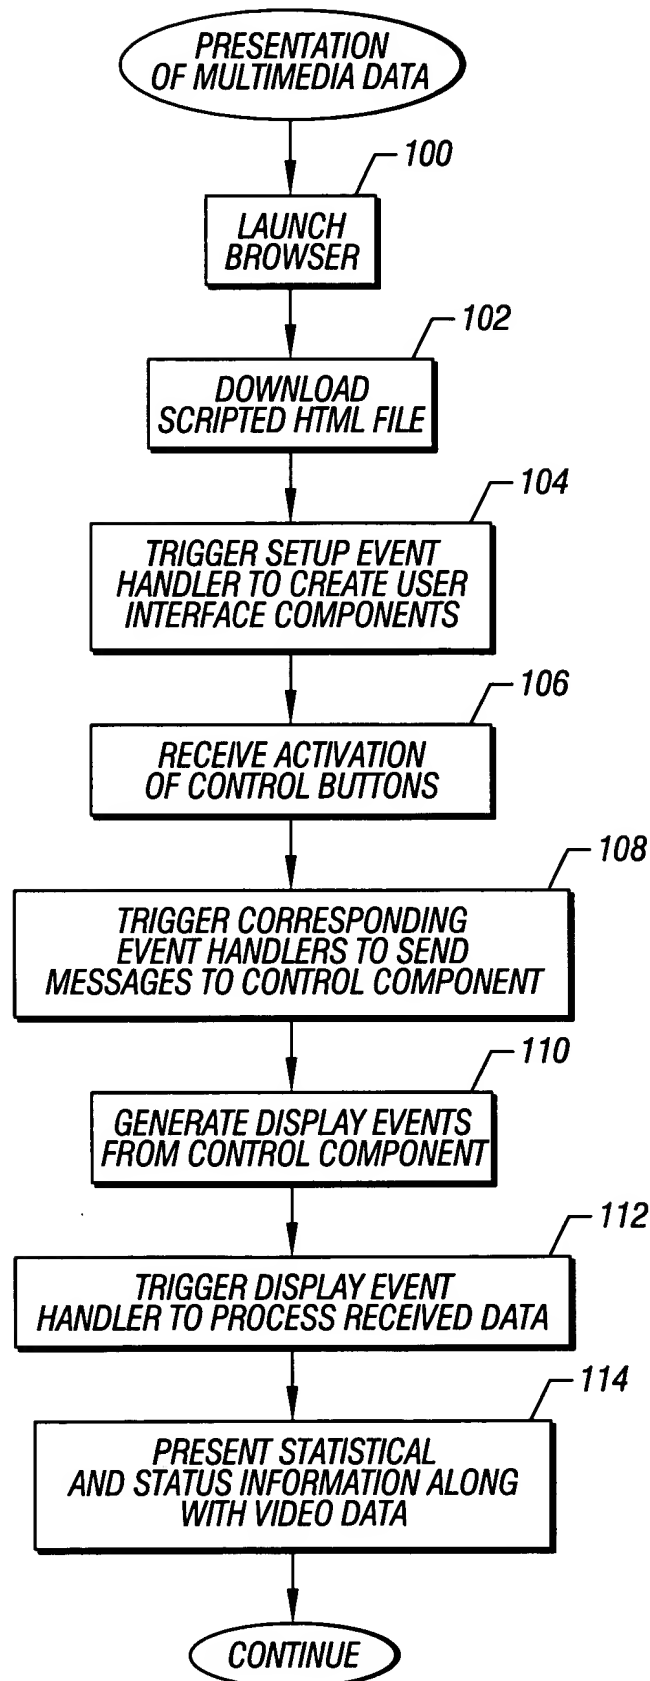 PRESENTATION
OF MULTIMEDIA DATA
100
LAUNCH
BROWSER
102
DOWNLOAD
SCRIPTED HTML FILE
104
TRIGGER SETUP EVENT
HANDLER TO CREATE USER
INTERFACE COMPONENTS
106
RECEIVE ACTIVATION
OF CONTROL BUTTONS
108
TRIGGER CORRESPONDING
EVENT HANDLERS TO SEND
MESSAGES TO CONTROL COMPONENT
110
GENERATE DISPLAY EVENTS
FROM CONTROL COMPONENT
112
TRIGGER DISPLAY EVENT
HANDLER TO PROCESS RECEIVED DATA
114
PRESENT STATISTICAL
AND STATUS INFORMATION ALONG
WITH VIDEO DATA
CONTINUE